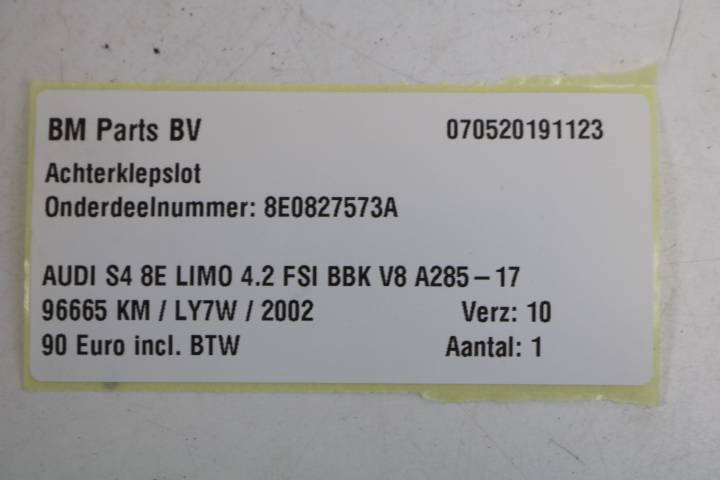 BM Parts BV 070520191123
Achterklepslot
Onderdeelnummer: 8E0827573A
AUDI S4 8E LIMO 4.2 FSI BBK V8 A285-17
96665 KM / LY7W / 2002 Verz: 10
90 Euro incl. BTW Aantal: 1